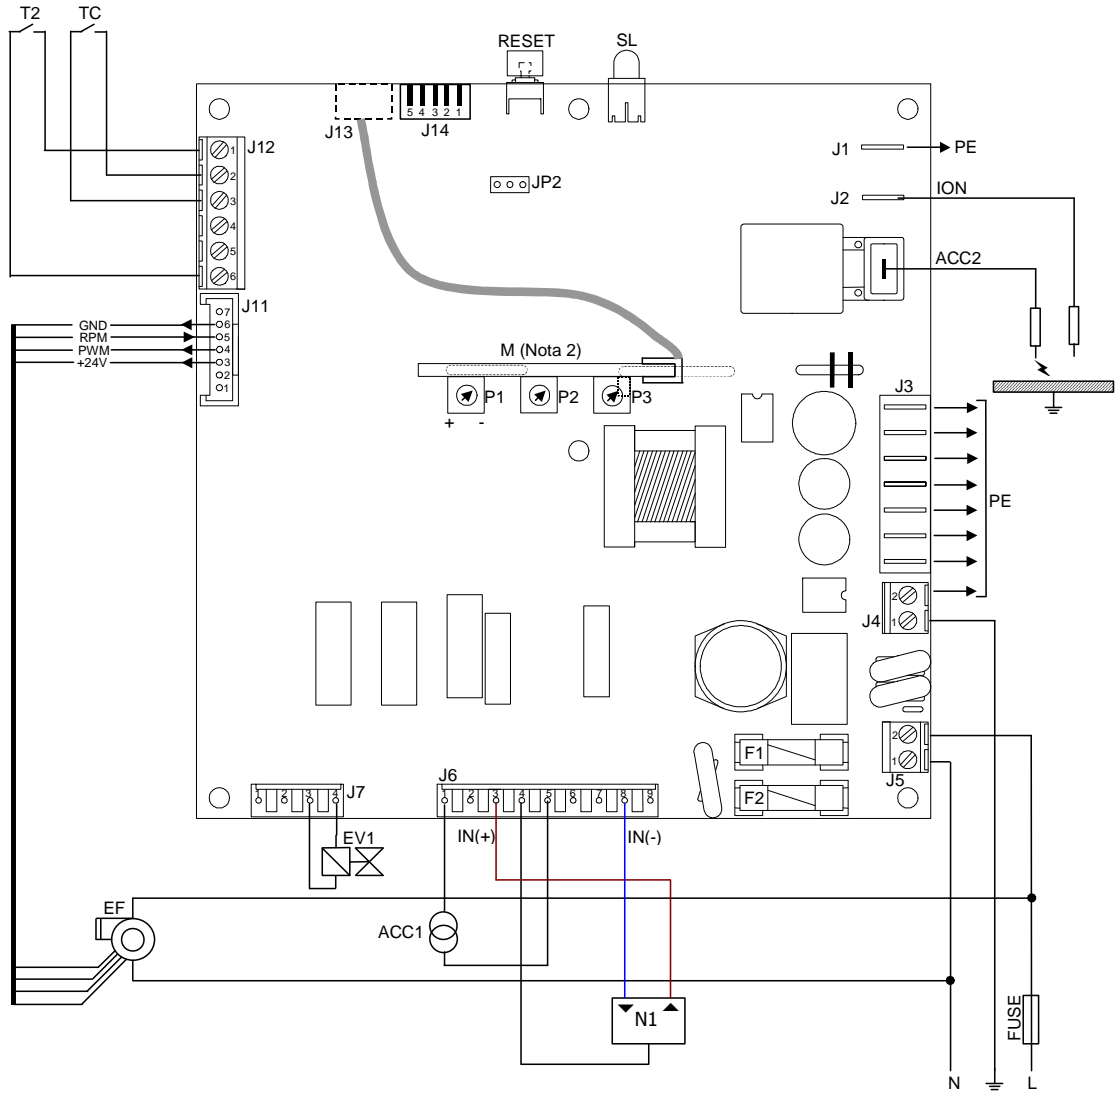 T2 TC
RESET SL
5 4 3 2 1
J13 J14
J12
1
2
3
4
5
6
JP2
J1 PE
J2 ION
ACC2
J11
7
6
5
4
3
2
1
GND
RPM
PWM
+24V
M (Nota 2)
P1 P2 P3
+ -
J3
PE
J4
2
1
J5
2
1
F1
F2
J7
1 2 3 4
J6
1 2 3 4 5 6 7 8 9
EV1
IN(+) IN(-)
EF
ACC1
N1
FUSE
N L